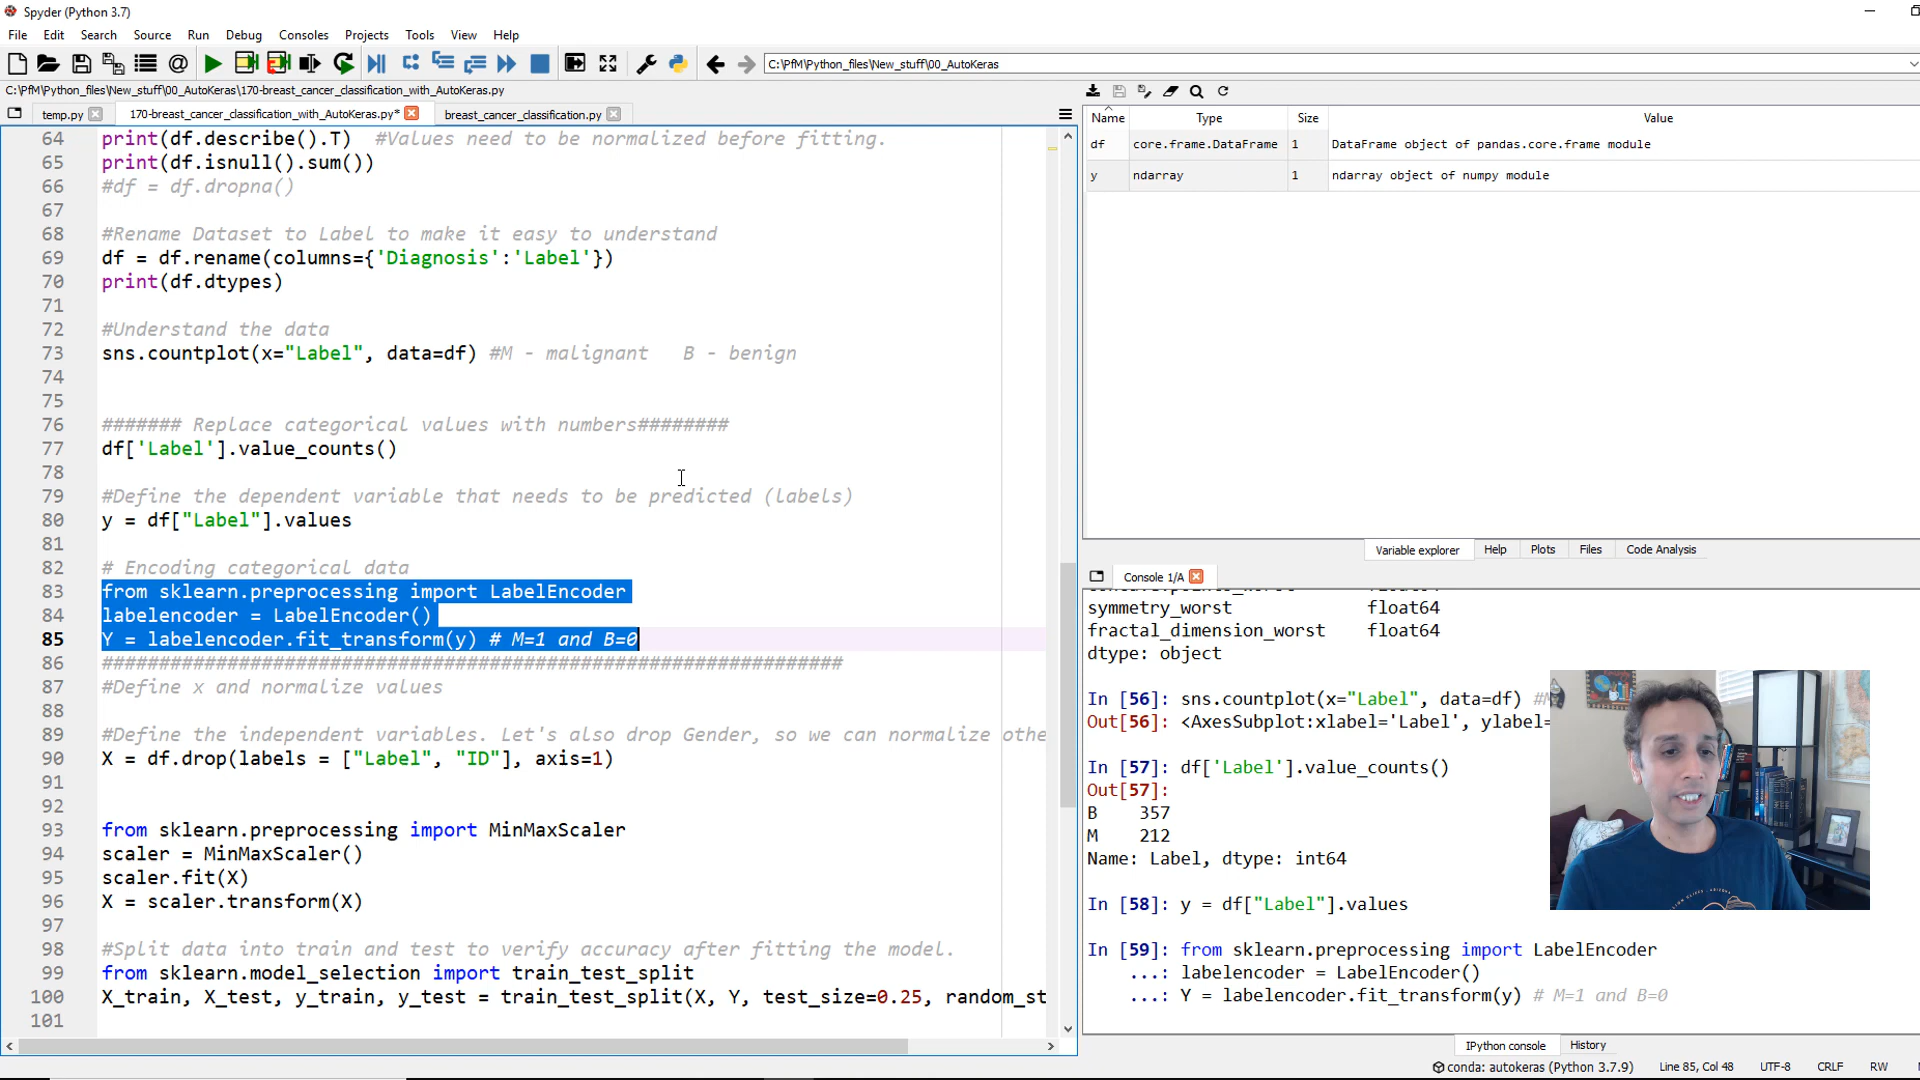 Spyder (Python 3.7)
File Edit Search Source Run Debug Consoles Projects Tools View Help
C:\PfM\Python_files\New_stuff\00_AutoKeras
C:\PfM\Python_files\New_stuff\00_AutoKeras\170-breast_cancer_classification_with_AutoKeras.py
temp.py 170-breast_cancer_classification_with_AutoKeras.py* breast_cancer_classification.py
64 print(df.describe().T)  #Values need to be normalized before fitting.
65 print(df.isnull().sum())
66 #df = df.dropna()
67
68 #Rename Dataset to Label to make it easy to understand
69 df = df.rename(columns={'Diagnosis':'Label'})
70 print(df.dtypes)
71
72 #Understand the data
73 sns.countplot(x="Label", data=df) #M - malignant   B - benign
74
75
76 ####### Replace categorical values with numbers########
77 df['Label'].value_counts()
78
79 #Define the dependent variable that needs to be predicted (labels)
80 y = df["Label"].values
81
82 # Encoding categorical data
83 from sklearn.preprocessing import LabelEncoder
84 labelencoder = LabelEncoder()
85 Y = labelencoder.fit_transform(y) # M=1 and B=0
86 #################################################################
87 #Define x and normalize values
88
89 #Define the independent variables. Let's also drop Gender, so we can normalize othe
90 X = df.drop(labels = ["Label", "ID"], axis=1)
91
92
93 from sklearn.preprocessing import MinMaxScaler
94 scaler = MinMaxScaler()
95 scaler.fit(X)
96 X = scaler.transform(X)
97
98 #Split data into train and test to verify accuracy after fitting the model.
99 from sklearn.model_selection import train_test_split
100 X_train, X_test, y_train, y_test = train_test_split(X, Y, test_size=0.25, random_st
101
Name Type Size Value
df core.frame.DataFrame 1 DataFrame object of pandas.core.frame module
y ndarray 1 ndarray object of numpy module
Variable explorer Help Plots Files Code Analysis
Console 1/A
symmetry_worst float64
fractal_dimension_worst float64
dtype: object
In [56]: sns.countplot(x="Label", data=df) #M
Out[56]: <AxesSubplot:xlabel='Label', ylabel=
In [57]: df['Label'].value_counts()
Out[57]:
B 357
M 212
Name: Label, dtype: int64
In [58]: y = df["Label"].values
In [59]: from sklearn.preprocessing import LabelEncoder
...: labelencoder = LabelEncoder()
...: Y = labelencoder.fit_transform(y) # M=1 and B=0
IPython console History
conda: autokeras (Python 3.7.9) Line 85, Col 48 UTF-8 CRLF RW